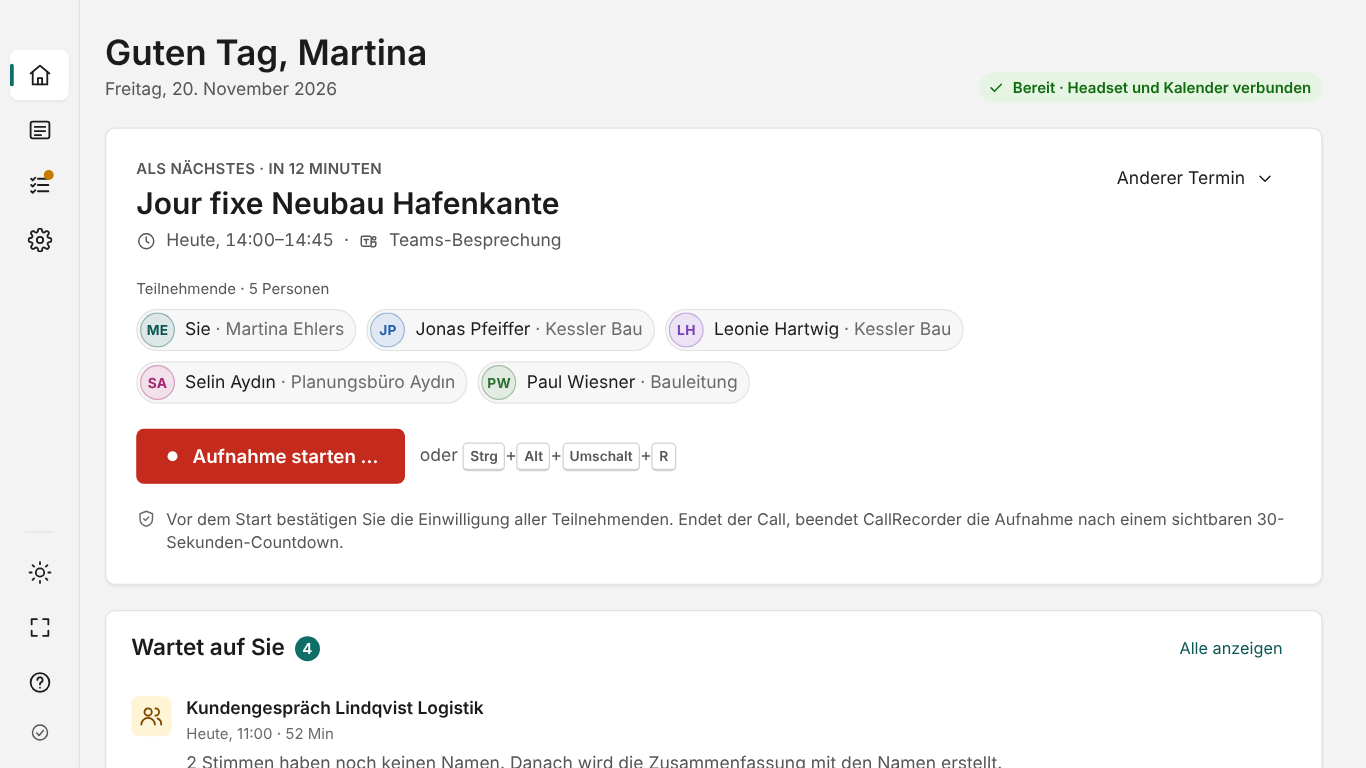 Guten Tag, Martina
Freitag, 20. November 2026
Bereit · Headset und Kalender verbunden
ALS NÄCHSTES · IN 12 MINUTEN
Anderer Termin
Jour fixe Neubau Hafenkante
Heute, 14:00–14:45 · Teams-Besprechung
Teilnehmende · 5 Personen
ME Sie · Martina Ehlers
JP Jonas Pfeiffer · Kessler Bau
LH Leonie Hartwig · Kessler Bau
SA Selin Aydın · Planungsbüro Aydın
PW Paul Wiesner · Bauleitung
Aufnahme starten ...
oder Strg + Alt + Umschalt + R
Vor dem Start bestätigen Sie die Einwilligung aller Teilnehmenden. Endet der Call, beendet CallRecorder die Aufnahme nach einem sichtbaren 30-
Sekunden-Countdown.
Wartet auf Sie 4
Alle anzeigen
Kundengespräch Lindqvist Logistik
Heute, 11:00 · 52 Min
2 Stimmen haben noch keinen Namen. Danach wird die Zusammenfassung mit den Namen erstellt.